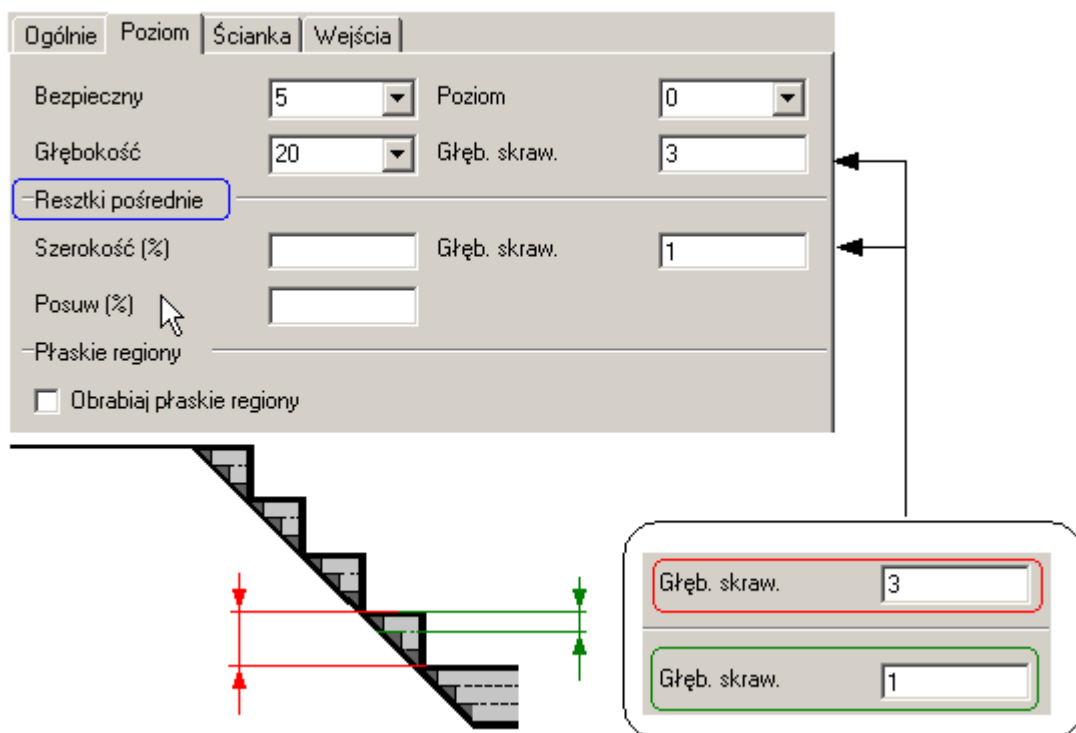 Ogólnie Poziom Ścianka Wejścia
Bezpieczny 5 Poziom 0
Głębokość 20 Głęb. skraw. 3
Resztki pośrednie
Szerokość (%) Głęb. skraw. 1
Posuw (%)
Płaskie regiony
Obrabiaj płaskie regiony
Głęb. skraw. 3
Głęb. skraw. 1